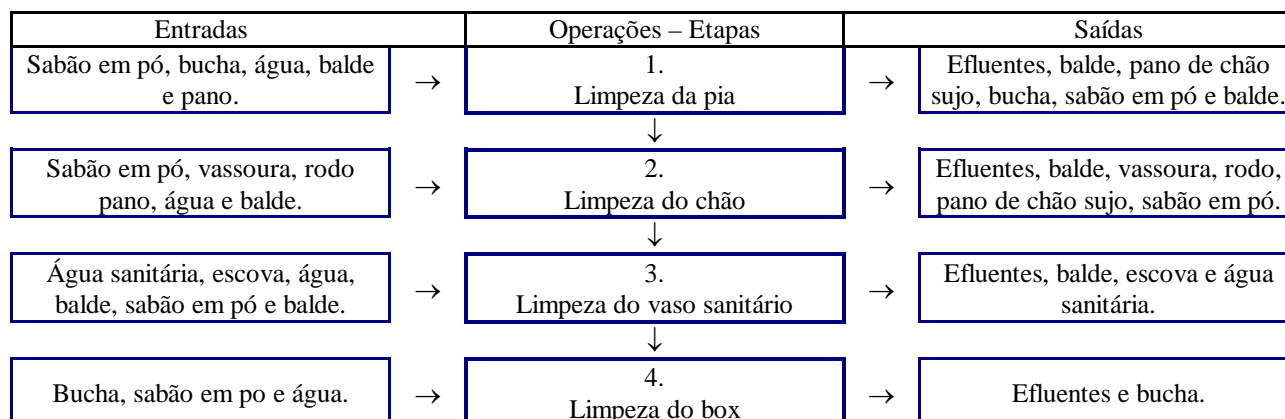 Entradas
Operações – Etapas
Saídas
Sabão em pó, bucha, água, balde
e pano.
→
1.
Limpeza da pia
→
Efluentes, balde, pano de chão
sujo, bucha, sabão em pó e balde.
↓
Sabão em pó, vassoura, rodo
pano, água e balde.
→
2.
Limpeza do chão
→
Efluentes, balde, vassoura, rodo,
pano de chão sujo, sabão em pó.
↓
Água sanitária, escova, água,
balde, sabão em pó e balde.
→
3.
Limpeza do vaso sanitário
→
Efluentes, balde, escova e água
sanitária.
↓
Bucha, sabão em po e água.
→
4.
Limpeza do box
→
Efluentes e bucha.